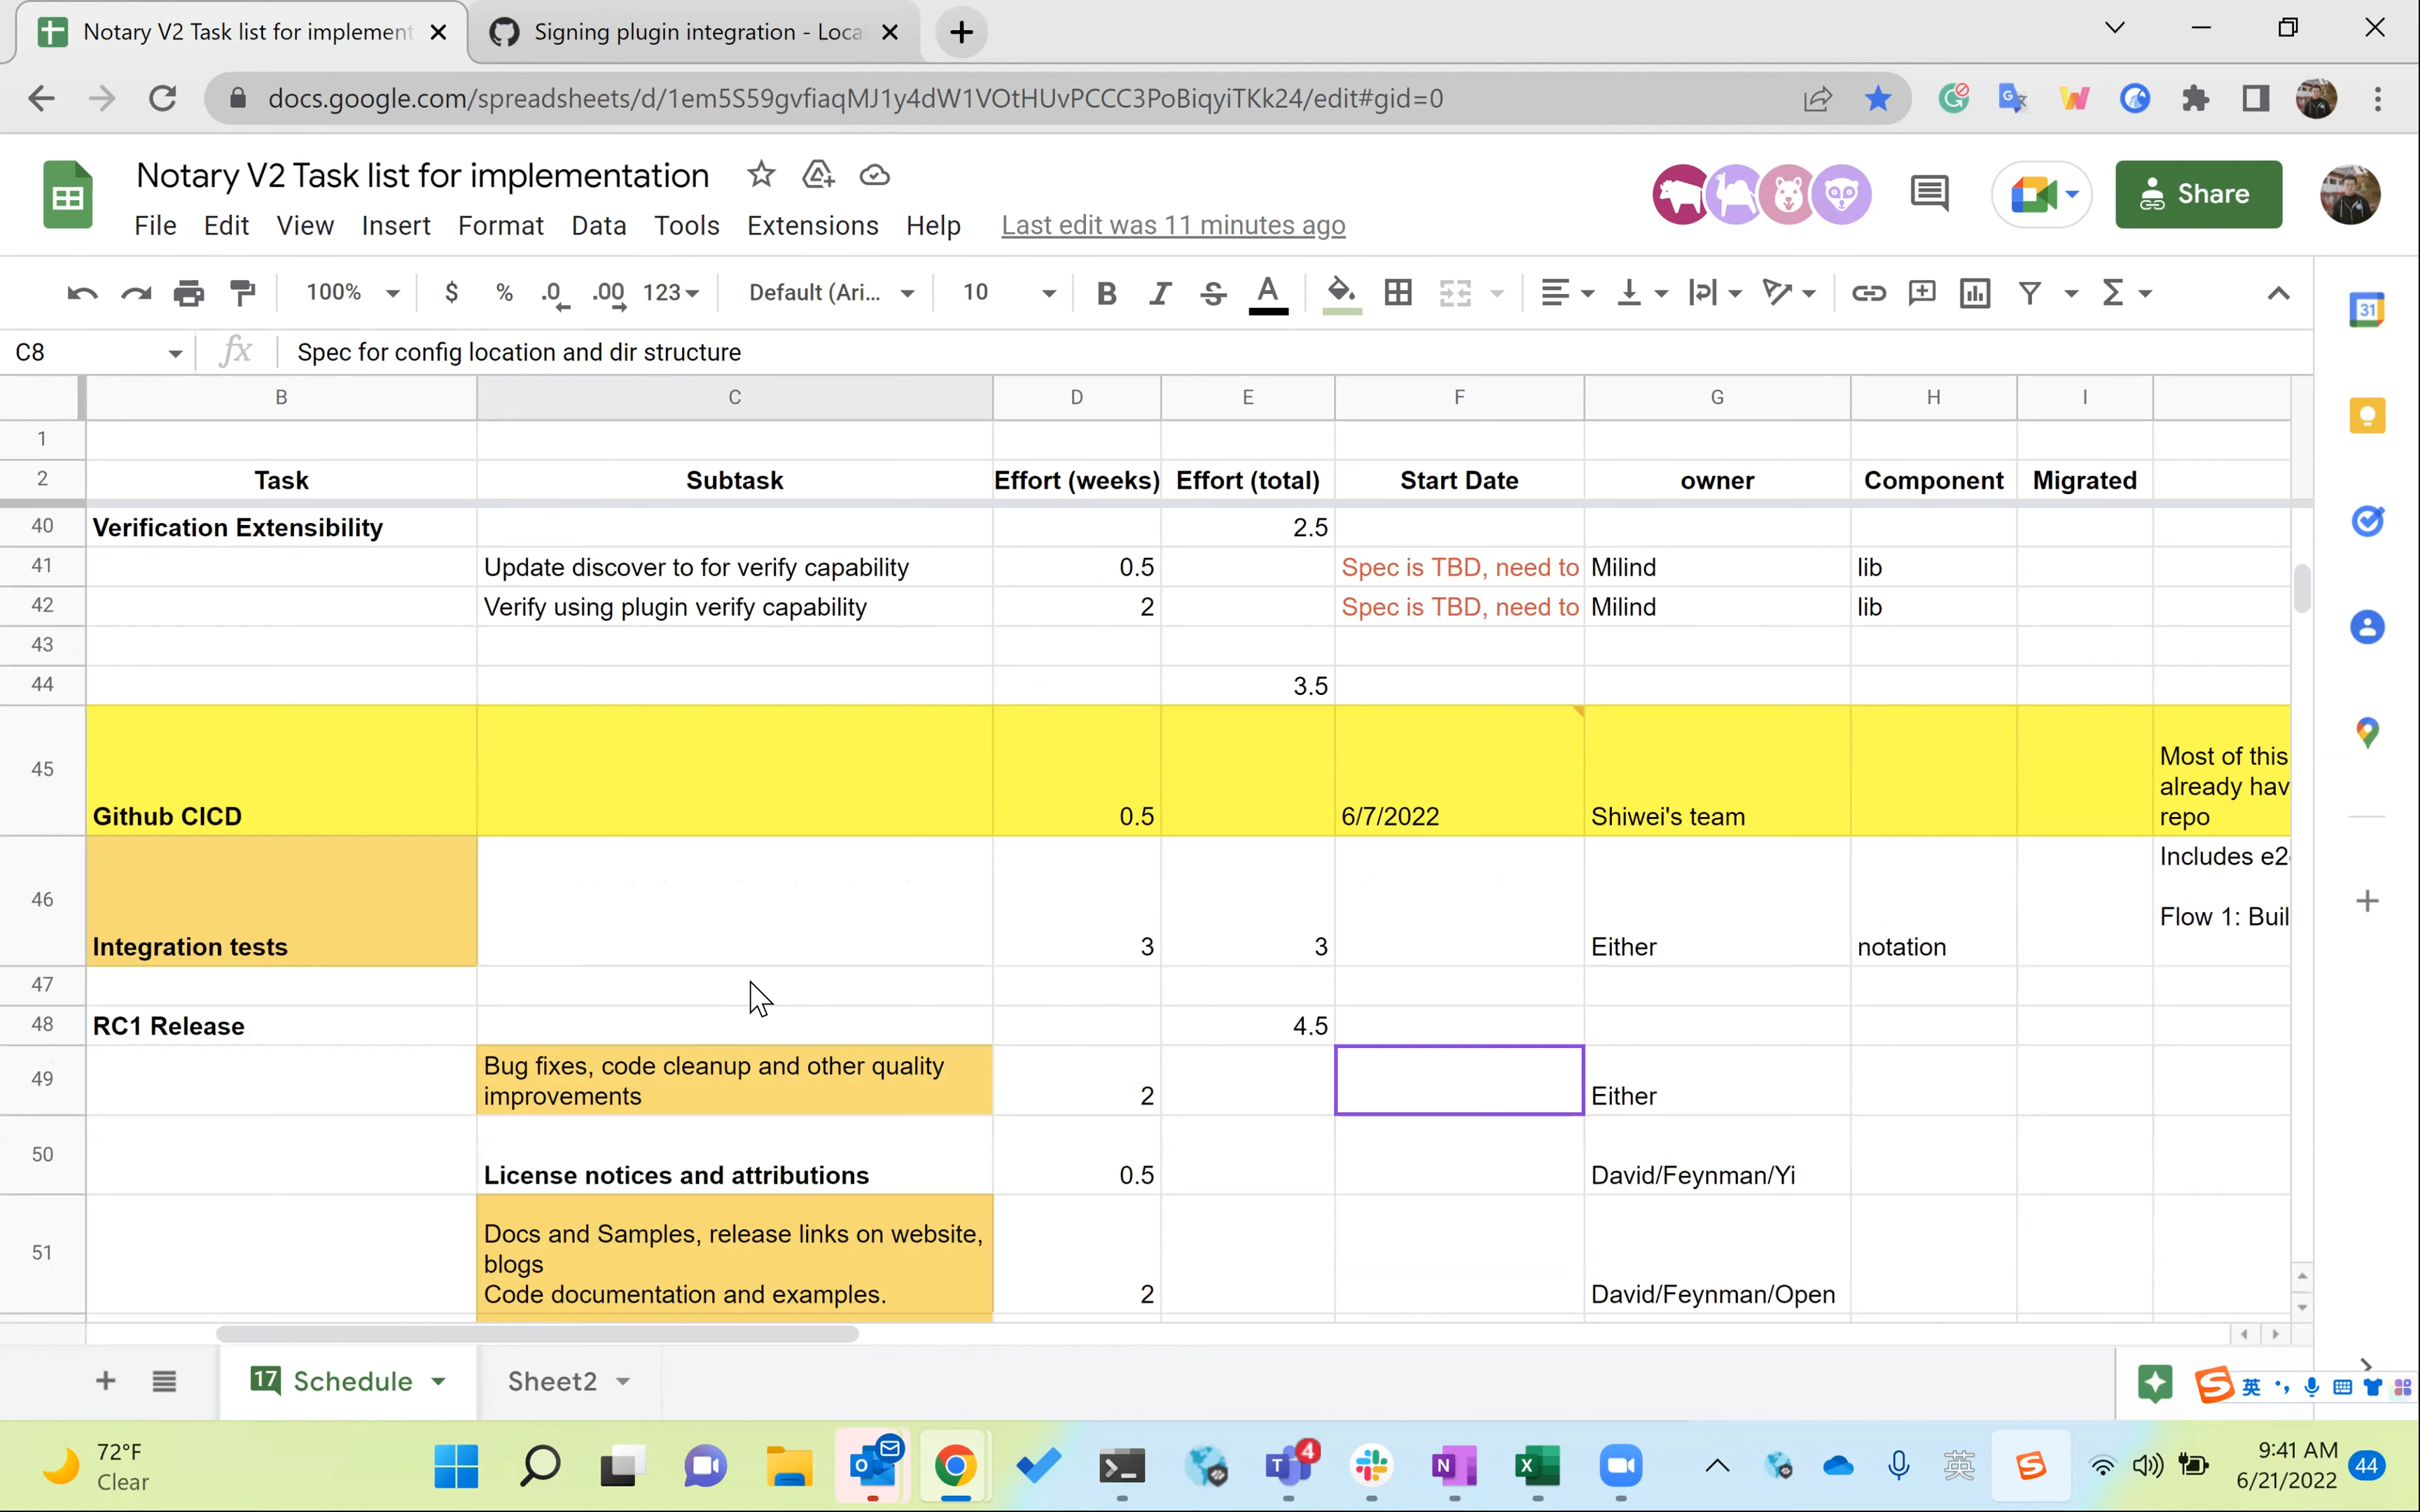 Notary V2 Task list for implement
Signing plugin integration - Loca
docs.google.com/spreadsheets/d/1em5S59gvfiaqMJ1y4dW1VOtHUvPCCC3PoBiqyiTKk24/edit#gid=0
Notary V2 Task list for implementation
File Edit View Insert Format Data Tools Extensions Help Last edit was 11 minutes ago
Share
100% $ % .0 .00 123 Default (Ari... 10 B I S A
31
C8 fx Spec for config location and dir structure
B C D E F G H I
1
2 Task Subtask Effort (weeks) Effort (total) Start Date owner Component Migrated
40 Verification Extensibility 2.5
41 Update discover to for verify capability 0.5 Spec is TBD, need to Milind lib
42 Verify using plugin verify capability 2 Spec is TBD, need to Milind lib
43
44 3.5
45 Github CICD 0.5 6/7/2022 Shiwei's team
Most of this
already hav
repo
46 Integration tests 3 3 Either notation
Includes e2
Flow 1: Buil
47
48 RC1 Release 4.5
49 Bug fixes, code cleanup and other quality
improvements 2 Either
50 License notices and attributions 0.5 David/Feynman/Yi
51 Docs and Samples, release links on website,
blogs
Code documentation and examples. 2 David/Feynman/Open
17 Schedule Sheet2
英
72°F
Clear
4
英
9:41 AM
6/21/2022
44